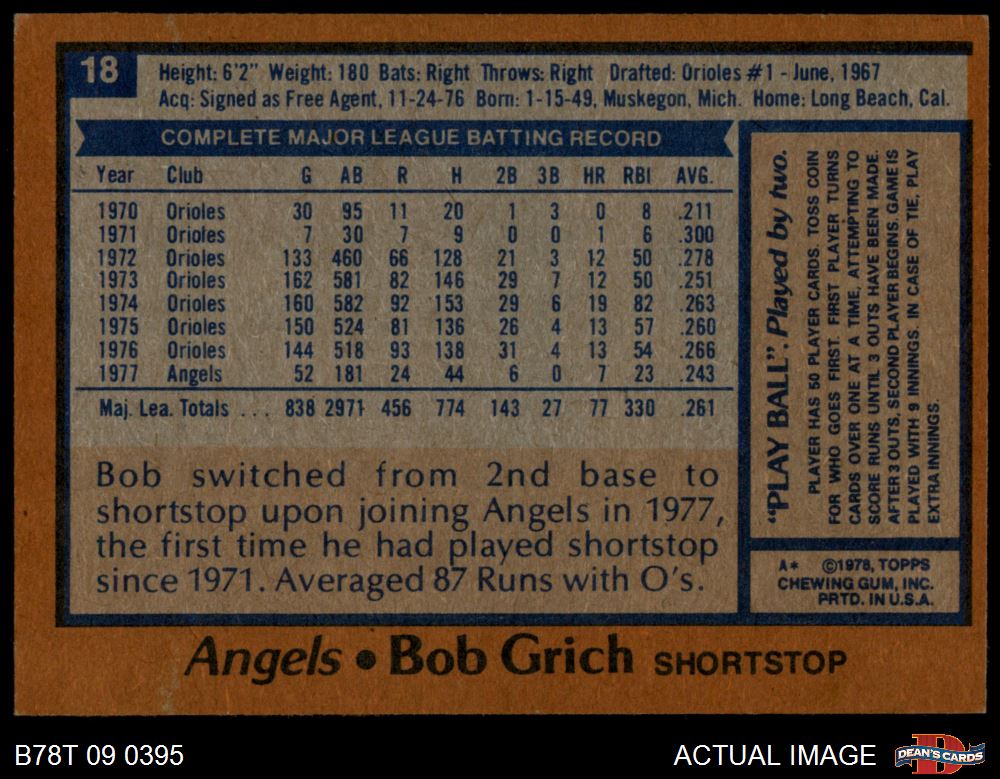 18
Height: 6'2" Weight: 180 Bats: Right Throws: Right Drafted: Orioles #1 - June, 1967
Acq: Signed as Free Agent, 11-24-76 Born: 1-15-49, Muskegon, Mich. Home: Long Beach, Cal.
COMPLETE MAJOR LEAGUE BATTING RECORD
Year Club G AB R H 2B 3B HR RBI AVG.
1970 Orioles 30 95 11 20 1 3 0 8 .211
1971 Orioles 7 30 7 9 0 0 1 6 .300
1972 Orioles 133 460 66 128 21 3 12 50 .278
1973 Orioles 162 581 82 146 29 7 12 50 .251
1974 Orioles 160 582 92 153 29 6 19 82 .263
1975 Orioles 150 524 81 136 26 4 13 57 .260
1976 Orioles 144 518 93 138 31 4 13 54 .266
1977 Angels 52 181 24 44 6 0 7 23 .243
Maj. Lea. Totals ... 838 2971 456 774 143 27 77 330 .261
Bob switched from 2nd base to
shortstop upon joining Angels in 1977,
the first time he had played shortstop
since 1971. Averaged 87 Runs with O's.
"PLAY BALL". Played by two.
PLAYER HAS 50 PLAYER CARDS. TOSS COIN
FOR WHO GOES FIRST. FIRST PLAYER TURNS
CARDS OVER ONE AT A TIME, ATTEMPTING TO
SCORE RUNS UNTIL 3 OUTS HAVE BEEN MADE.
AFTER 3 OUTS, SECOND PLAYER BEGINS. GAME IS
PLAYED WITH 9 INNINGS. IN CASE OF TIE, PLAY
EXTRA INNINGS.
A* ©1978, TOPPS
CHEWING GUM, INC.
PRTD. IN U.S.A.
Angels • Bob Grich SHORTSTOP
B78T 09 0395
ACTUAL IMAGE
D
DEAN'S CARDS